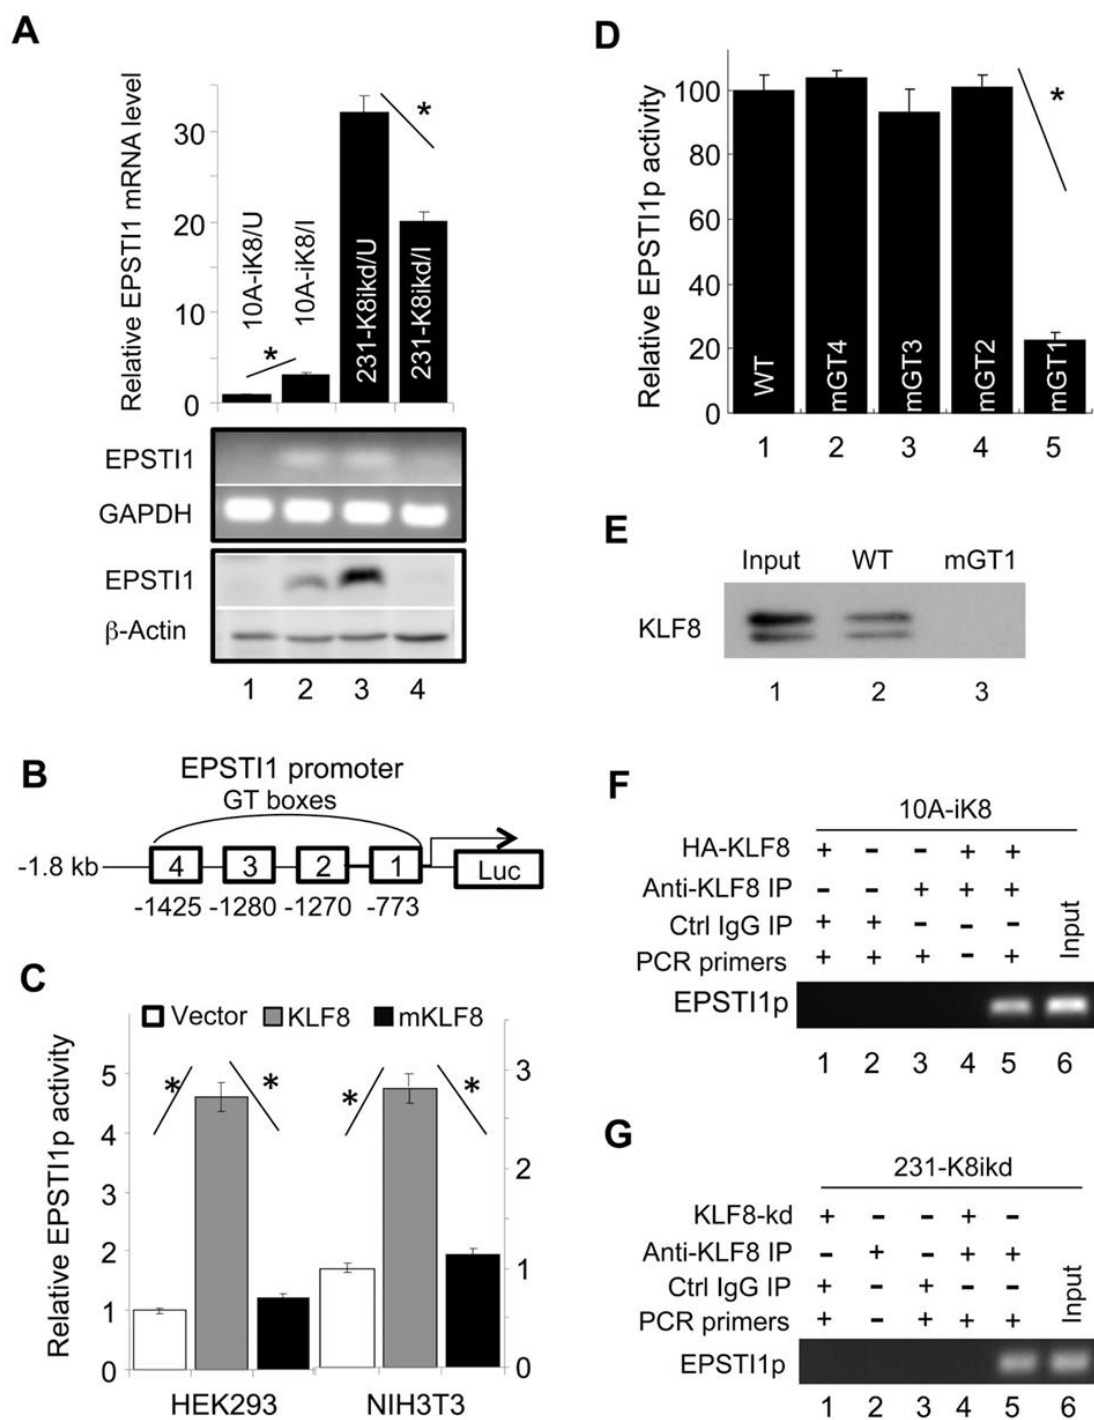 A
Relative EPSTI1 mRNA level
30
20
10
0
10A-iK8/U
10A-iK8/I
231-K8ikd/U
231-K8ikd/I
*
*
EPSTI1
GAPDH
EPSTI1
β-Actin
1 2 3 4
B
EPSTI1 promoter
GT boxes
-1.8 kb 4 3 2 1 Luc
-1425 -1280 -1270 -773
C
Vector KLF8 mKLF8
Relative EPSTI1p activity
5
4
3
2
1
0
* * * *
3
2
1
0
HEK293 NIH3T3
D
Relative EPSTI1p activity
100
80
60
40
20
0
*
WT mGT4 mGT3 mGT2 mGT1
1 2 3 4 5
E
Input WT mGT1
KLF8
1 2 3
F
10A-iK8
HA-KLF8 + - - + +
Anti-KLF8 IP - - + + +
Ctrl IgG IP + + - - -
PCR primers + + + - +
Input
EPSTI1p
1 2 3 4 5 6
G
231-K8ikd
KLF8-kd + - - + -
Anti-KLF8 IP - + - + +
Ctrl IgG IP + - + - -
PCR primers + - + + +
Input
EPSTI1p
1 2 3 4 5 6